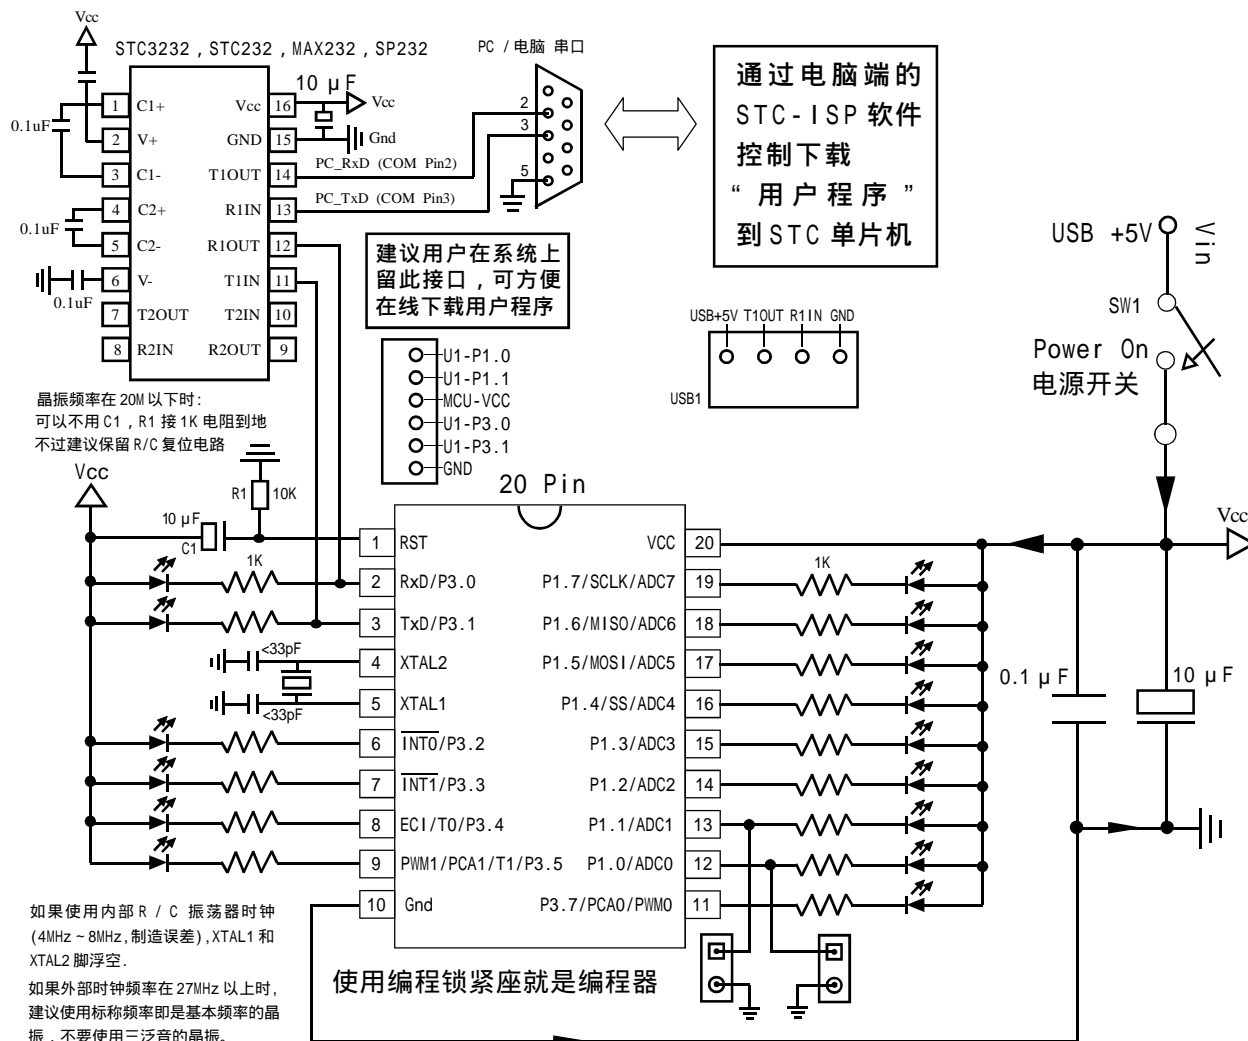 Vcc
STC3232 , STC232 , MAX232 , SP232
PC / 电脑 串口
10 μF
1 C1+
Vcc 16
Vcc
0.1uF
2 V+
GND 15
Gnd
3 C1-
T1OUT 14
PC_RxD (COM Pin2)
4 C2+
R1IN 13
PC_TxD (COM Pin3)
0.1uF
5 C2-
R1OUT 12
6 V-
T1IN 11
0.1uF
7 T2OUT
T2IN 10
8 R2IN
R2OUT 9
2
3
5
通过电脑端的
STC-ISP 软件
控制下载
“ 用户程序 ”
到 STC 单片机
建议用户在系统上
留此接口，可方便
在线下载用户程序
USB +5V
Vin
SW1
Power On
电源开关
USB+5V T1OUT R1IN GND
USB1
U1-P1.0
U1-P1.1
MCU-VCC
U1-P3.0
U1-P3.1
GND
晶振频率在 20M 以下时:
可以不用 C1 , R1 接 1K 电阻到地
不过建议保留 R/C 复位电路
Vcc
R1 10K
10 μF
C1
20 Pin
1 RST
VCC 20
Vcc
1K
2 RxD/P3.0
P1.7/SCLK/ADC7 19
1K
3 TxD/P3.1
P1.6/MISO/ADC6 18
<33pF
4 XTAL2
P1.5/MOSI/ADC5 17
<33pF
5 XTAL1
P1.4/SS/ADC4 16
0.1 μF
10 μF
6 INT0/P3.2
P1.3/ADC3 15
7 INT1/P3.3
P1.2/ADC2 14
8 ECI/T0/P3.4
P1.1/ADC1 13
9 PWM1/PCA1/T1/P3.5
P1.0/ADC0 12
10 Gnd
P3.7/PCA0/PWM0 11
使用编程锁紧座就是编程器
如果使用内部 R / C 振荡器时钟
(4MHz ~ 8MHz, 制造误差) , XTAL1 和
XTAL2 脚浮空.
如果外部时钟频率在 27MHz 以上时,
建议使用标称频率即是基本频率的晶
振 , 不要使用三泛音的晶振。